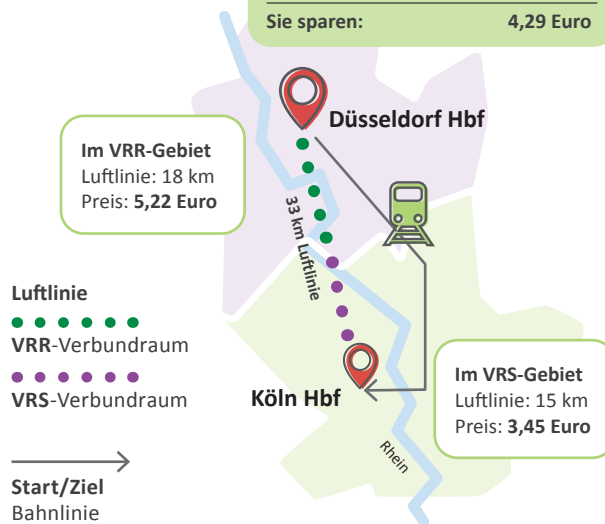 Sie sparen: 4,29 Euro
Düsseldorf Hbf
Im VRR-Gebiet
Luftlinie: 18 km
Preis: 5,22 Euro
33 km Luftlinie
Luftlinie
VRR-Verbundraum
VRS-Verbundraum
Köln Hbf
Im VRS-Gebiet
Luftlinie: 15 km
Preis: 3,45 Euro
Rhein
Start/Ziel
Bahnlinie